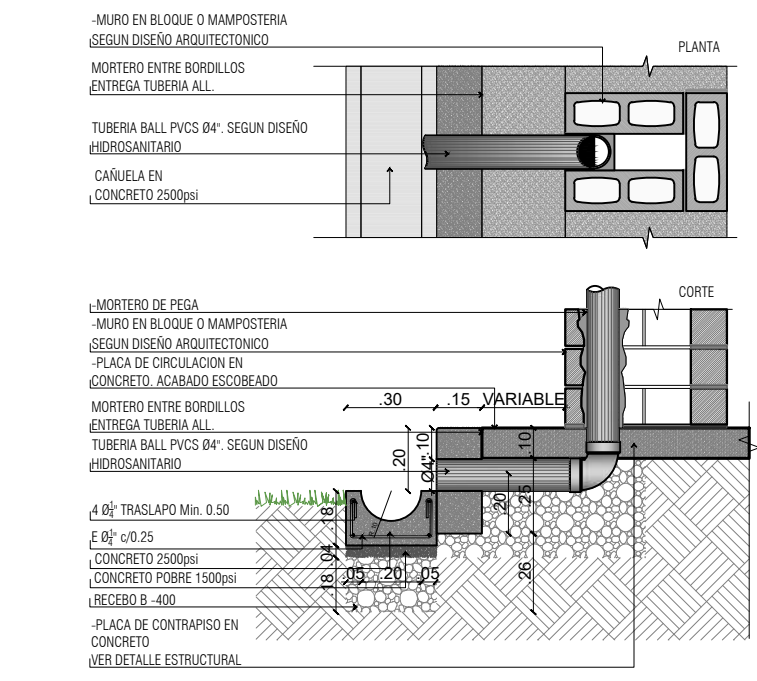 -MURO EN BLOQUE O MAMPOSTERIA
SEGUN DISEÑO ARQUITECTONICO
PLANTA
MORTERO ENTRE BORDILLOS
ENTREGA TUBERIA ALL.
TUBERIA BALL PVCS Ø4". SEGUN DISEÑO
HIDROSANITARIO
CAÑUELA EN
CONCRETO 2500psi
CORTE
-MORTERO DE PEGA
-MURO EN BLOQUE O MAMPOSTERIA
SEGUN DISEÑO ARQUITECTONICO
-PLACA DE CIRCULACION EN
CONCRETO. ACABADO ESCOBEADO
.30 .15 VARIABLE
MORTERO ENTRE BORDILLOS
ENTREGA TUBERIA ALL.
TUBERIA BALL PVCS Ø4". SEGUN DISEÑO
HIDROSANITARIO
.20
Ø4" .10
.10
.20
.25
.26
4 Ø¼" TRASLAPO Min. 0.50
E Ø¼" c/0.25
CONCRETO 2500psi
CONCRETO POBRE 1500psi
RECEBO B -400
.18
.04
.18
.05 .20 .05
-PLACA DE CONTRAPISO EN
CONCRETO
VER DETALLE ESTRUCTURAL